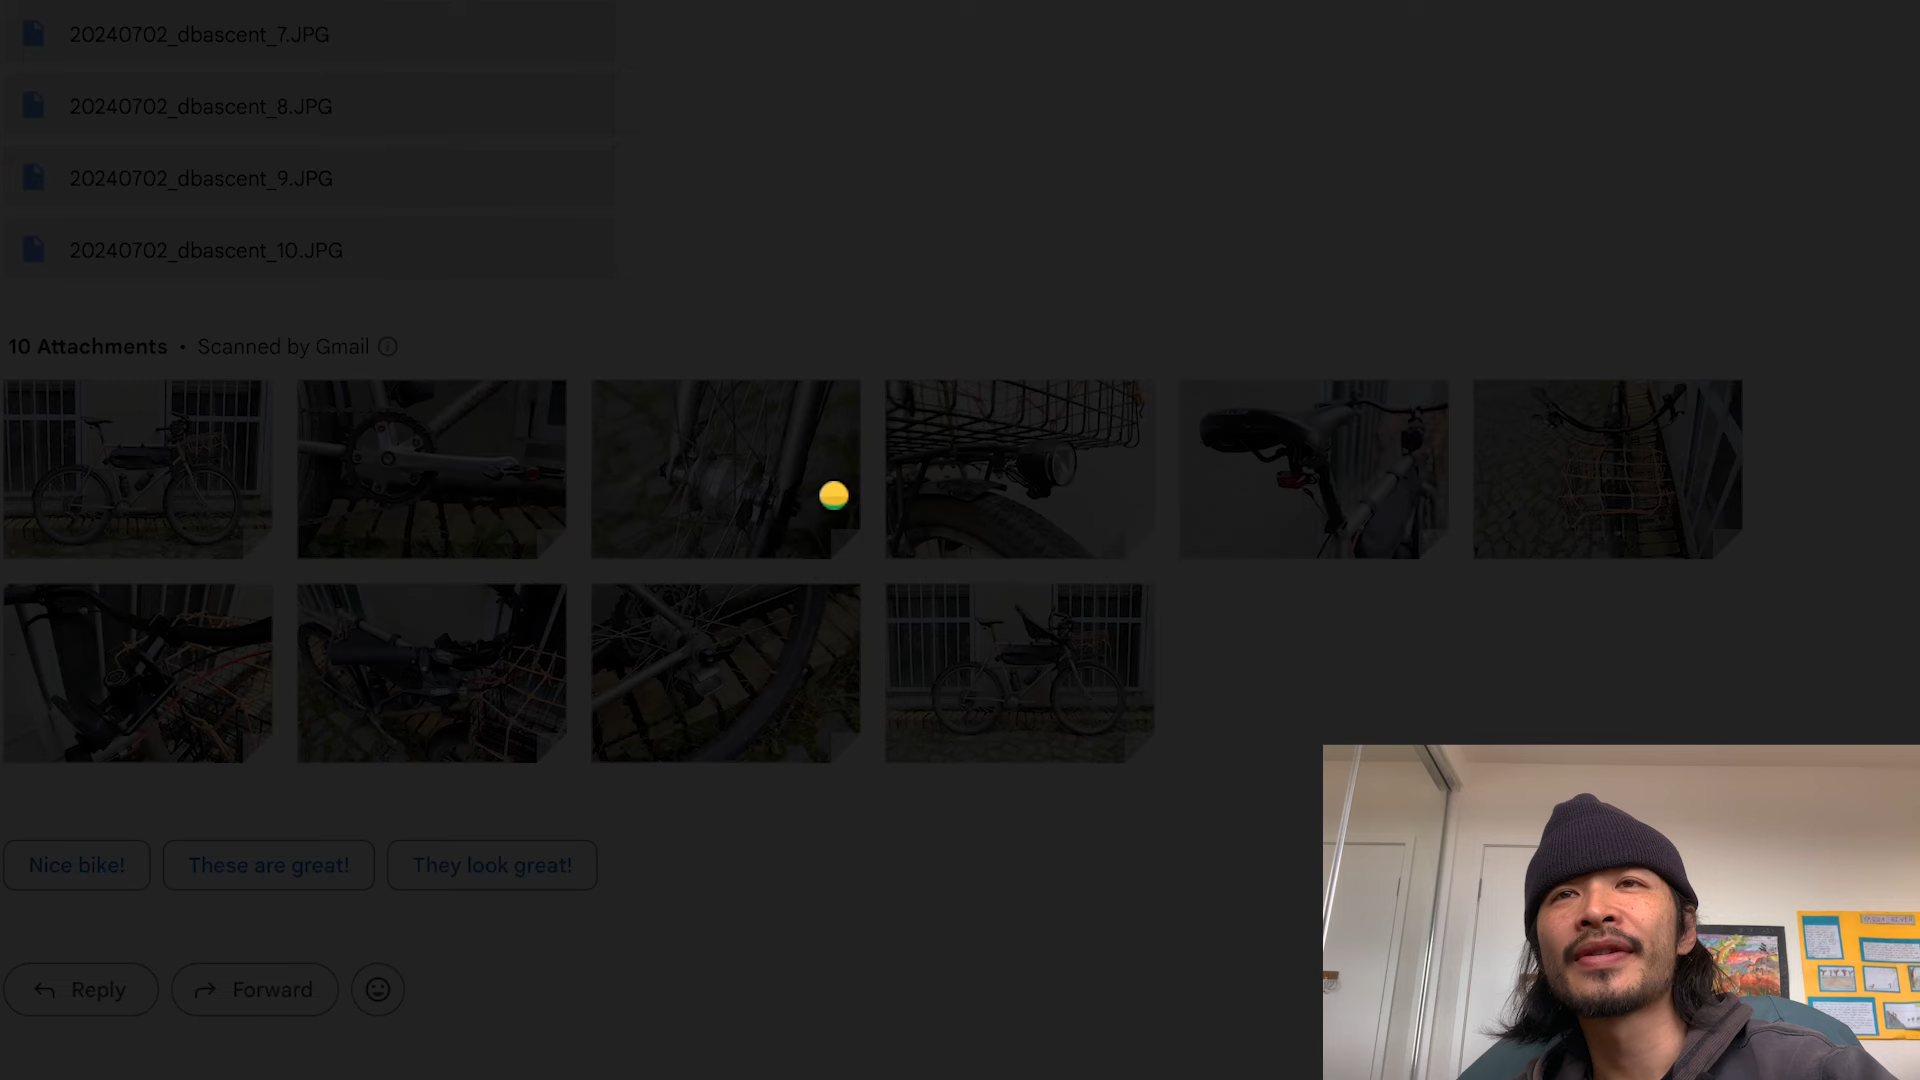 20240702_dbascent_7.JPG
20240702_dbascent_8.JPG
20240702_dbascent_9.JPG
20240702_dbascent_10.JPG
10 Attachments • Scanned by Gmail
Nice bike!
These are great!
They look great!
Reply
Forward